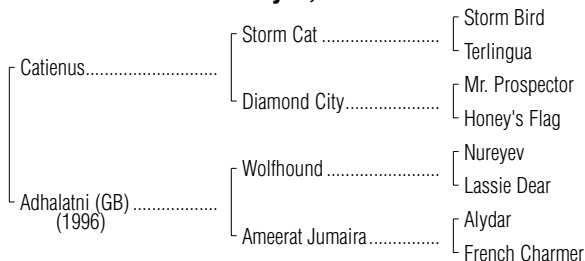 Storm Bird
Storm Cat
Terlingua
Catienus
Mr. Prospector
Diamond City
Honey's Flag
Nureyev
Wolfhound
Lassie Dear
Adhalatni (GB)
(1996)
Alydar
Ameerat Jumaira
French Charmer